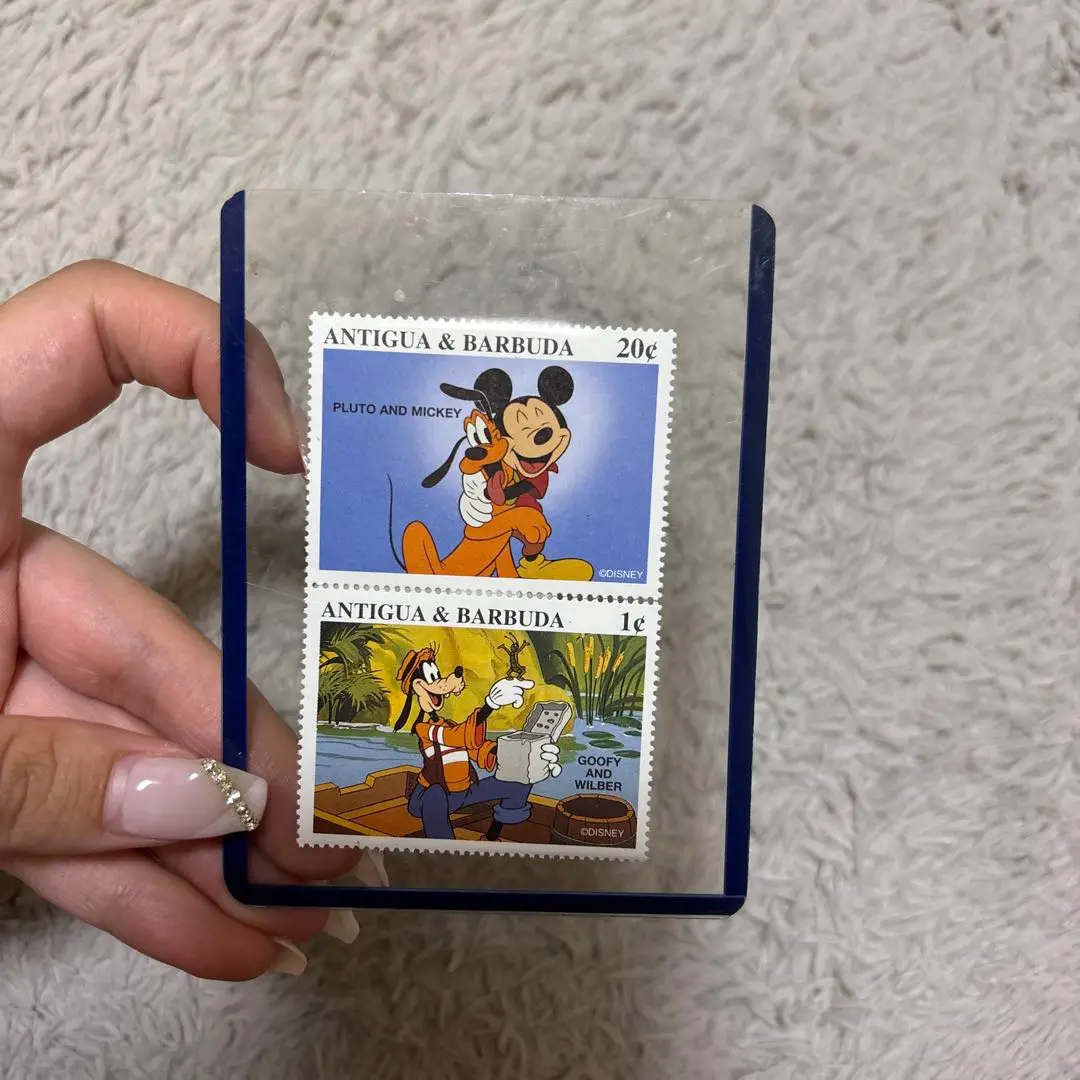 ANTIGUA & BARBUDA 20¢
PLUTO AND MICKEY
©DISNEY
ANTIGUA & BARBUDA 1¢
GOOFY
AND
WILBER
©DISNEY